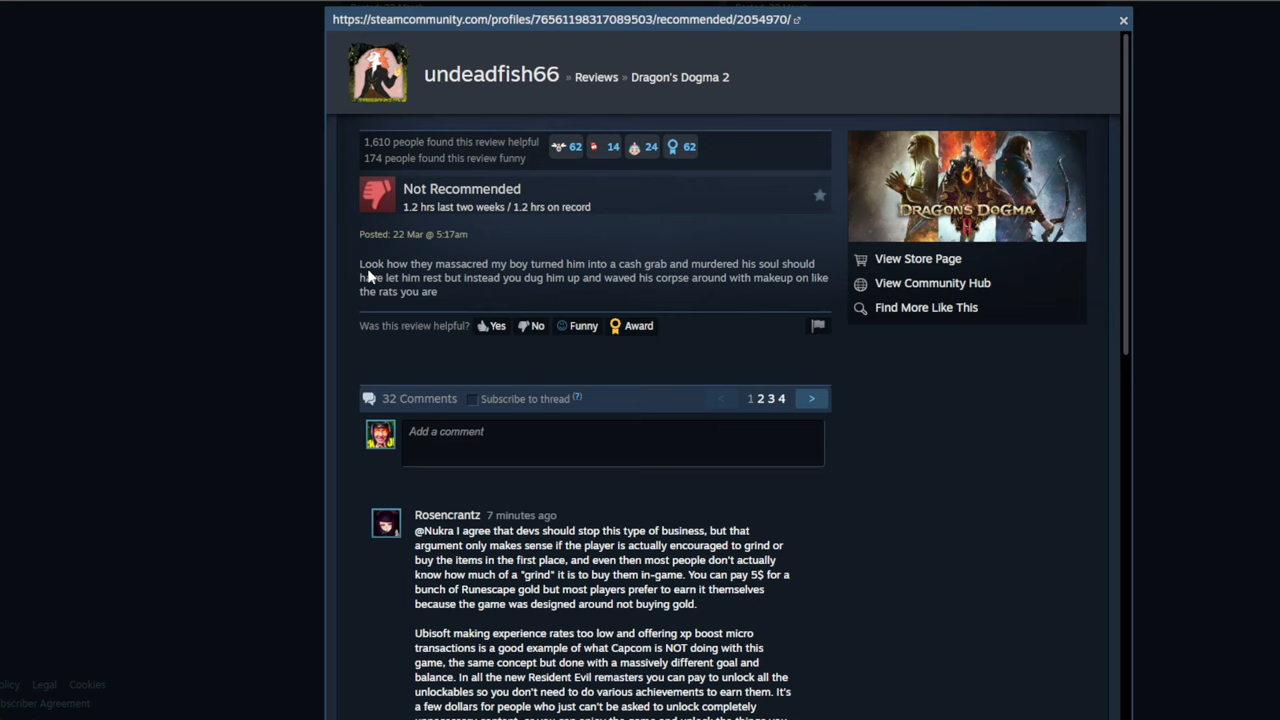 https://steamcommunity.com/profiles/76561198317089503/recommended/2054970/
undeadfish66 » Reviews » Dragon's Dogma 2
1,610 people found this review helpful
174 people found this review funny
62 14 24 62
Not Recommended
1.2 hrs last two weeks / 1.2 hrs on record
Posted: 22 Mar @ 5:17am
Look how they massacred my boy turned him into a cash grab and murdered his soul should
have let him rest but instead you dug him up and waved his corpse around with makeup on like
the rats you are
Was this review helpful? Yes No Funny Award
DRAGON'S DOGMA
II
View Store Page
View Community Hub
Find More Like This
32 Comments Subscribe to thread (?) < 1 2 3 4 >
Add a comment
Rosencrantz 7 minutes ago
@Nukra I agree that devs should stop this type of business, but that
argument only makes sense if the player is actually encouraged to grind or
buy the items in the first place, and even then most people don't actually
know how much of a "grind" it is to buy them in-game. You can pay 5$ for a
bunch of Runescape gold but most players prefer to earn it themselves
because the game was designed around not buying gold.
Ubisoft making experience rates too low and offering xp boost micro
transactions is a good example of what Capcom is NOT doing with this
game, the same concept but done with a massively different goal and
balance. In all the new Resident Evil remasters you can pay to unlock all the
unlockables so you don't need to do various achievements to earn them. It's
a few dollars for people who just can't be asked to unlock completely
olicy Legal Cookies
bscriber Agreement